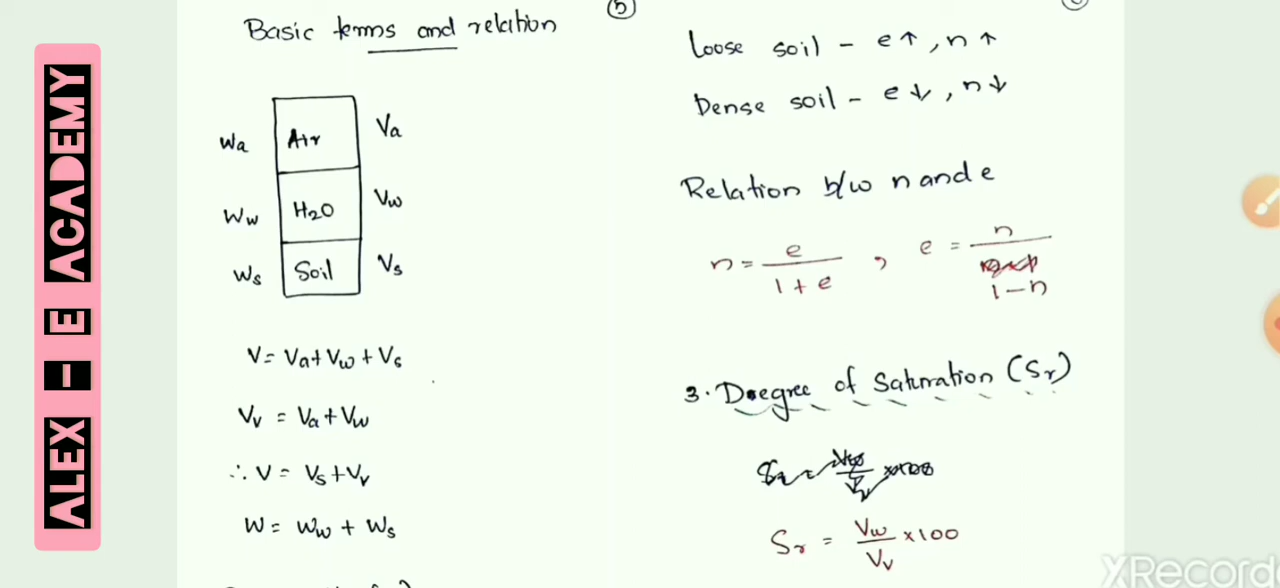 ALEX - E ACADEMY
Basic terms and relation
Wa Air Va
Ww H2O Vw
Ws Soil Vs
V = Va + Vw + Vs
Vv = Va + Vw
∴ V = Vs + Vv
W = Ww + Ws
Loose soil - e↑, n↑
Dense soil - e↓, n↓
Relation b/w n and e
n = e / 1 + e , e = n / 1 - n
3. Degree of Saturation (Sr)
Sr = Vw / Vv × 100
XRecord